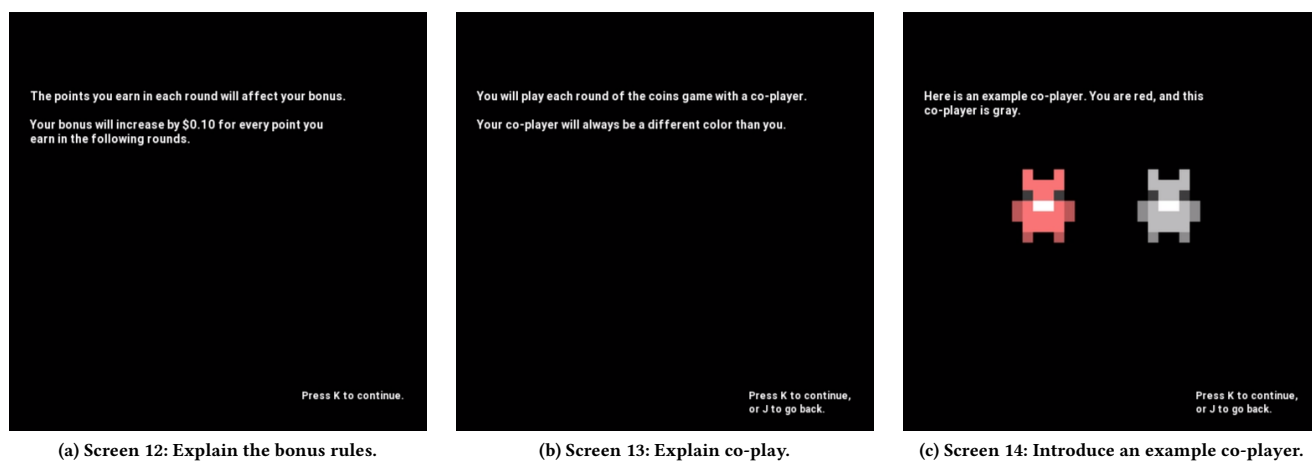 The points you earn in each round will affect your bonus.
Your bonus will increase by $0.10 for every point you
earn in the following rounds.
Press K to continue.
(a) Screen 12: Explain the bonus rules.
You will play each round of the coins game with a co-player.
Your co-player will always be a different color than you.
Press K to continue,
or J to go back.
(b) Screen 13: Explain co-play.
Here is an example co-player. You are red, and this
co-player is gray.
Press K to continue,
or J to go back.
(c) Screen 14: Introduce an example co-player.